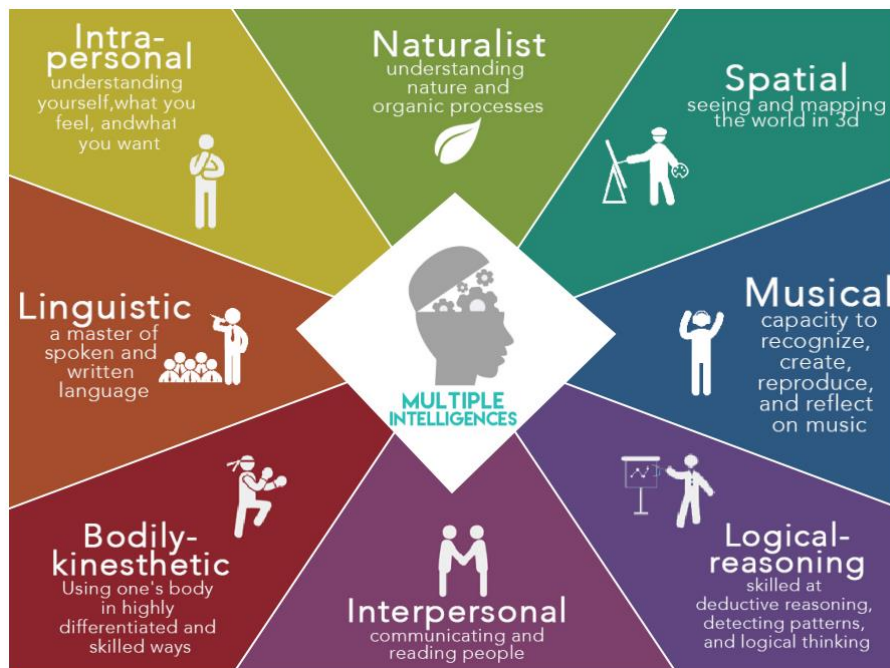 Intra-
personal
understanding
yourself,what you
feel, andwhat
you want
Naturalist
understanding
nature and
organic processes
Spatial
seeing and mapping
the world in 3d
Linguistic
a master of
spoken and
written
language
MULTIPLE
INTELLIGENCES
Musical
capacity to
recognize,
create,
reproduce,
and reflect
on music
Bodily-
kinesthetic
Using one's body
in highly
differentiated and
skilled ways
Interpersonal
communicating and
reading people
Logical-
reasoning
skilled at
deductive reasoning,
detecting patterns,
and logical thinking